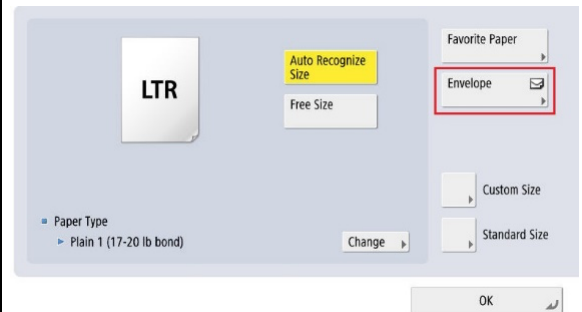 LTR
Auto Recognize
Size
Free Size
Favorite Paper
Envelope
Custom Size
Standard Size
Paper Type
Plain 1 (17-20 lb bond)
Change
OK